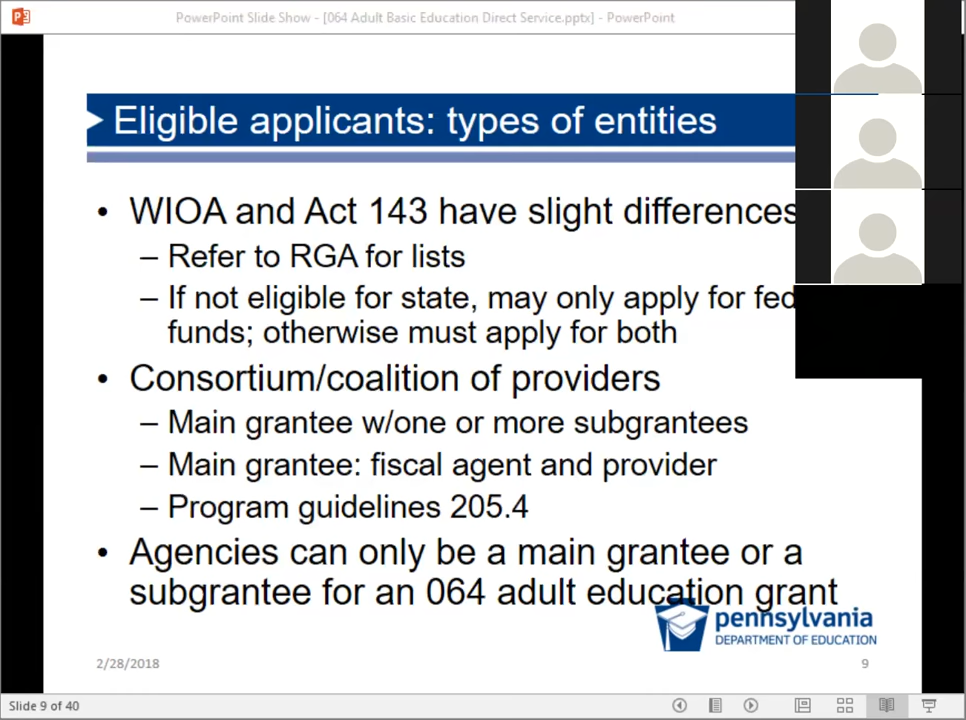 PowerPoint Slide Show - [064 Adult Basic Education Direct Service.pptx] - PowerPoint
Eligible applicants: types of entities
• WIOA and Act 143 have slight differences
– Refer to RGA for lists
– If not eligible for state, may only apply for fed
funds; otherwise must apply for both
• Consortium/coalition of providers
– Main grantee w/one or more subgrantees
– Main grantee: fiscal agent and provider
– Program guidelines 205.4
• Agencies can only be a main grantee or a
subgrantee for an 064 adult education grant
pennsylvania
DEPARTMENT OF EDUCATION
2/28/2018
9
Slide 9 of 40